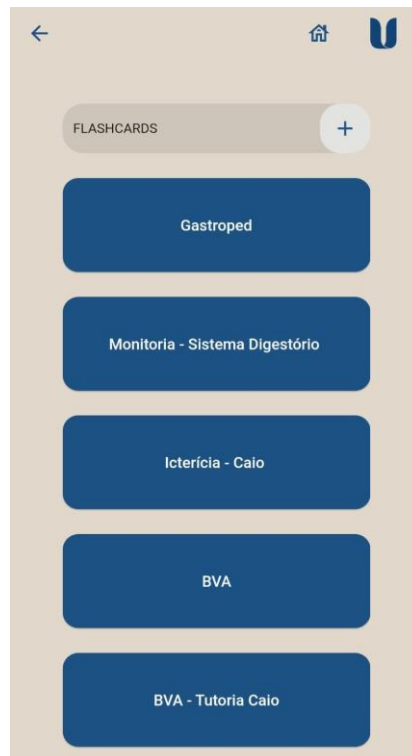 FLASHCARDS
Gastroped
Monitoria - Sistema Digestório
Icterícia - Caio
BVA
BVA - Tutoria Caio